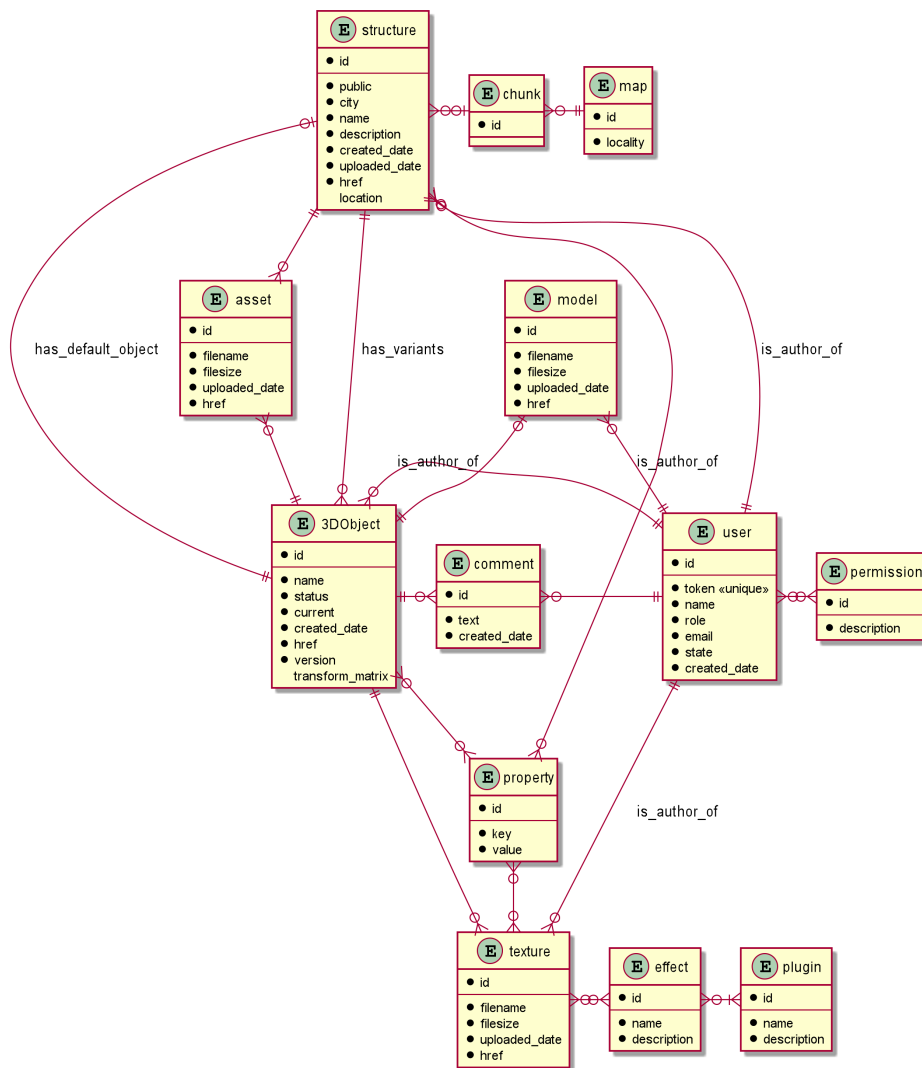 E structure
id
public
city
name
description
created_date
uploaded_date
href
location
E chunk
id
E map
id
locality
E asset
id
filename
filesize
uploaded_date
href
E model
id
filename
filesize
uploaded_date
href
has_default_object
has_variants
is_author_of
is_author_of
is_author_of
E 3DObject
id
name
status
current
created_date
href
version
transform_matrix
E comment
id
text
created_date
E user
id
token «unique»
name
role
email
state
created_date
E permission
id
description
E property
id
key
value
is_author_of
E texture
id
filename
filesize
uploaded_date
href
E effect
id
name
description
E plugin
id
name
description